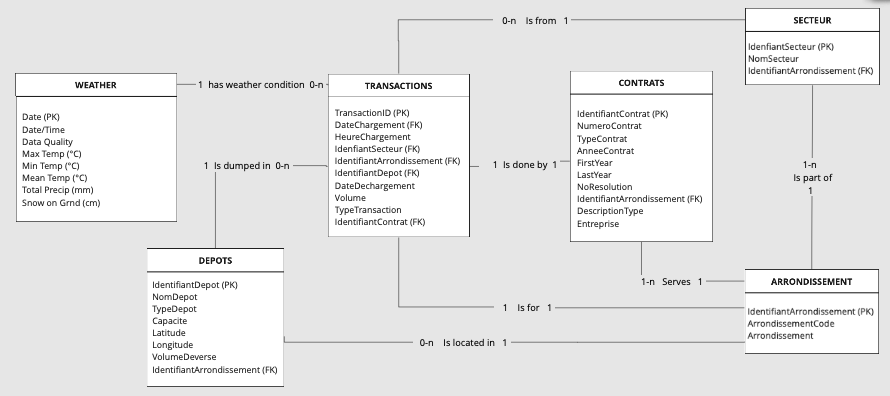 SECTEUR
IdenfiantSecteur (PK)
NomSecteur
IdentifiantArrondissement (FK)
0-n Is from 1
WEATHER
Date (PK)
Date/Time
Data Quality
Max Temp (°C)
Min Temp (°C)
Mean Temp (°C)
Total Precip (mm)
Snow on Grnd (cm)
1 has weather condition 0-n
TRANSACTIONS
TransactionID (PK)
DateChargement (FK)
HeureChargement
IdenfiantSecteur (FK)
IdentifiantArrondissement (FK)
IdentifiantDepot (FK)
DateDechargement
Volume
TypeTransaction
IdentifiantContrat (FK)
1 Is done by 1
CONTRATS
IdentifiantContrat (PK)
NumeroContrat
TypeContrat
AnneeContrat
FirstYear
LastYear
NoResolution
IdentifiantArrondissement (FK)
DescriptionType
Entreprise
1-n
Is part of
1
1 Is dumped in 0-n
DEPOTS
IdentifiantDepot (PK)
NomDepot
TypeDepot
Capacite
Latitude
Longitude
VolumeDeverse
IdentifiantArrondissement (FK)
1-n Serves 1
1 Is for 1
0-n Is located in 1
ARRONDISSEMENT
IdentifiantArrondissement (PK)
ArrondissementCode
Arrondissement